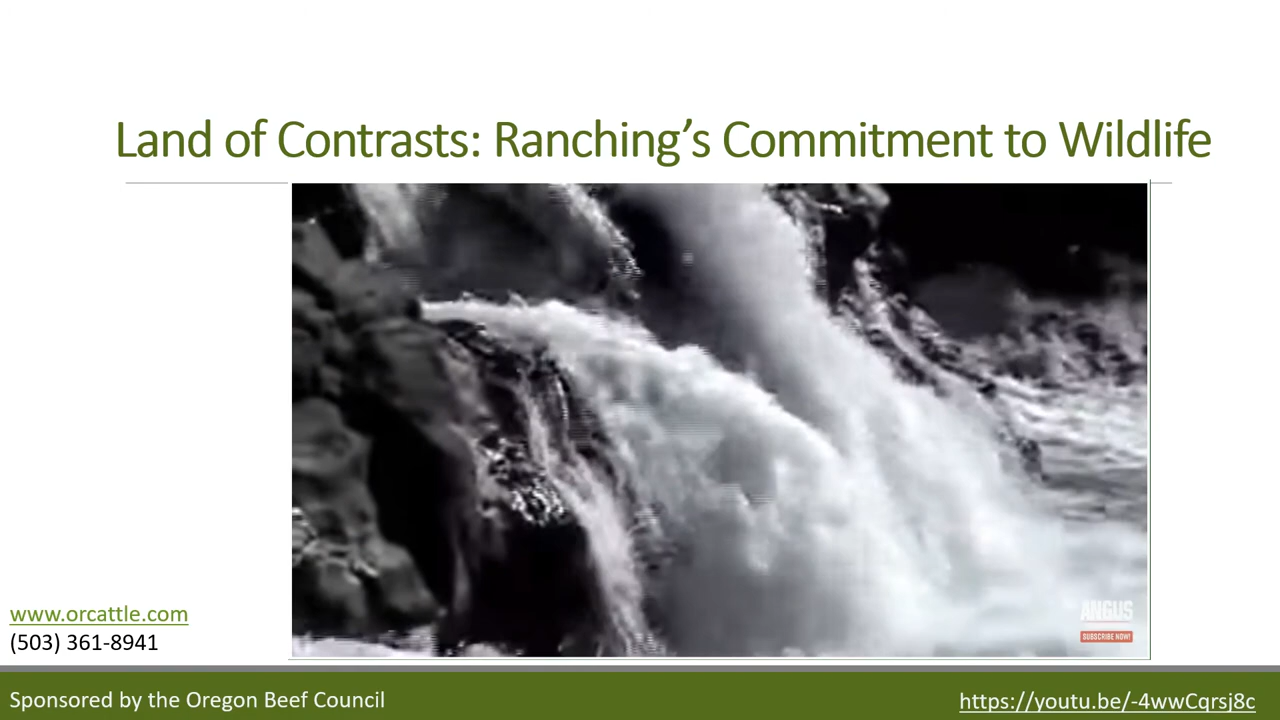 Land of Contrasts: Ranching’s Commitment to Wildlife
ANGUS
SUBSCRIBE NOW!
www.orcattle.com
(503) 361-8941
Sponsored by the Oregon Beef Council
https://youtu.be/-4wwCqrsj8c